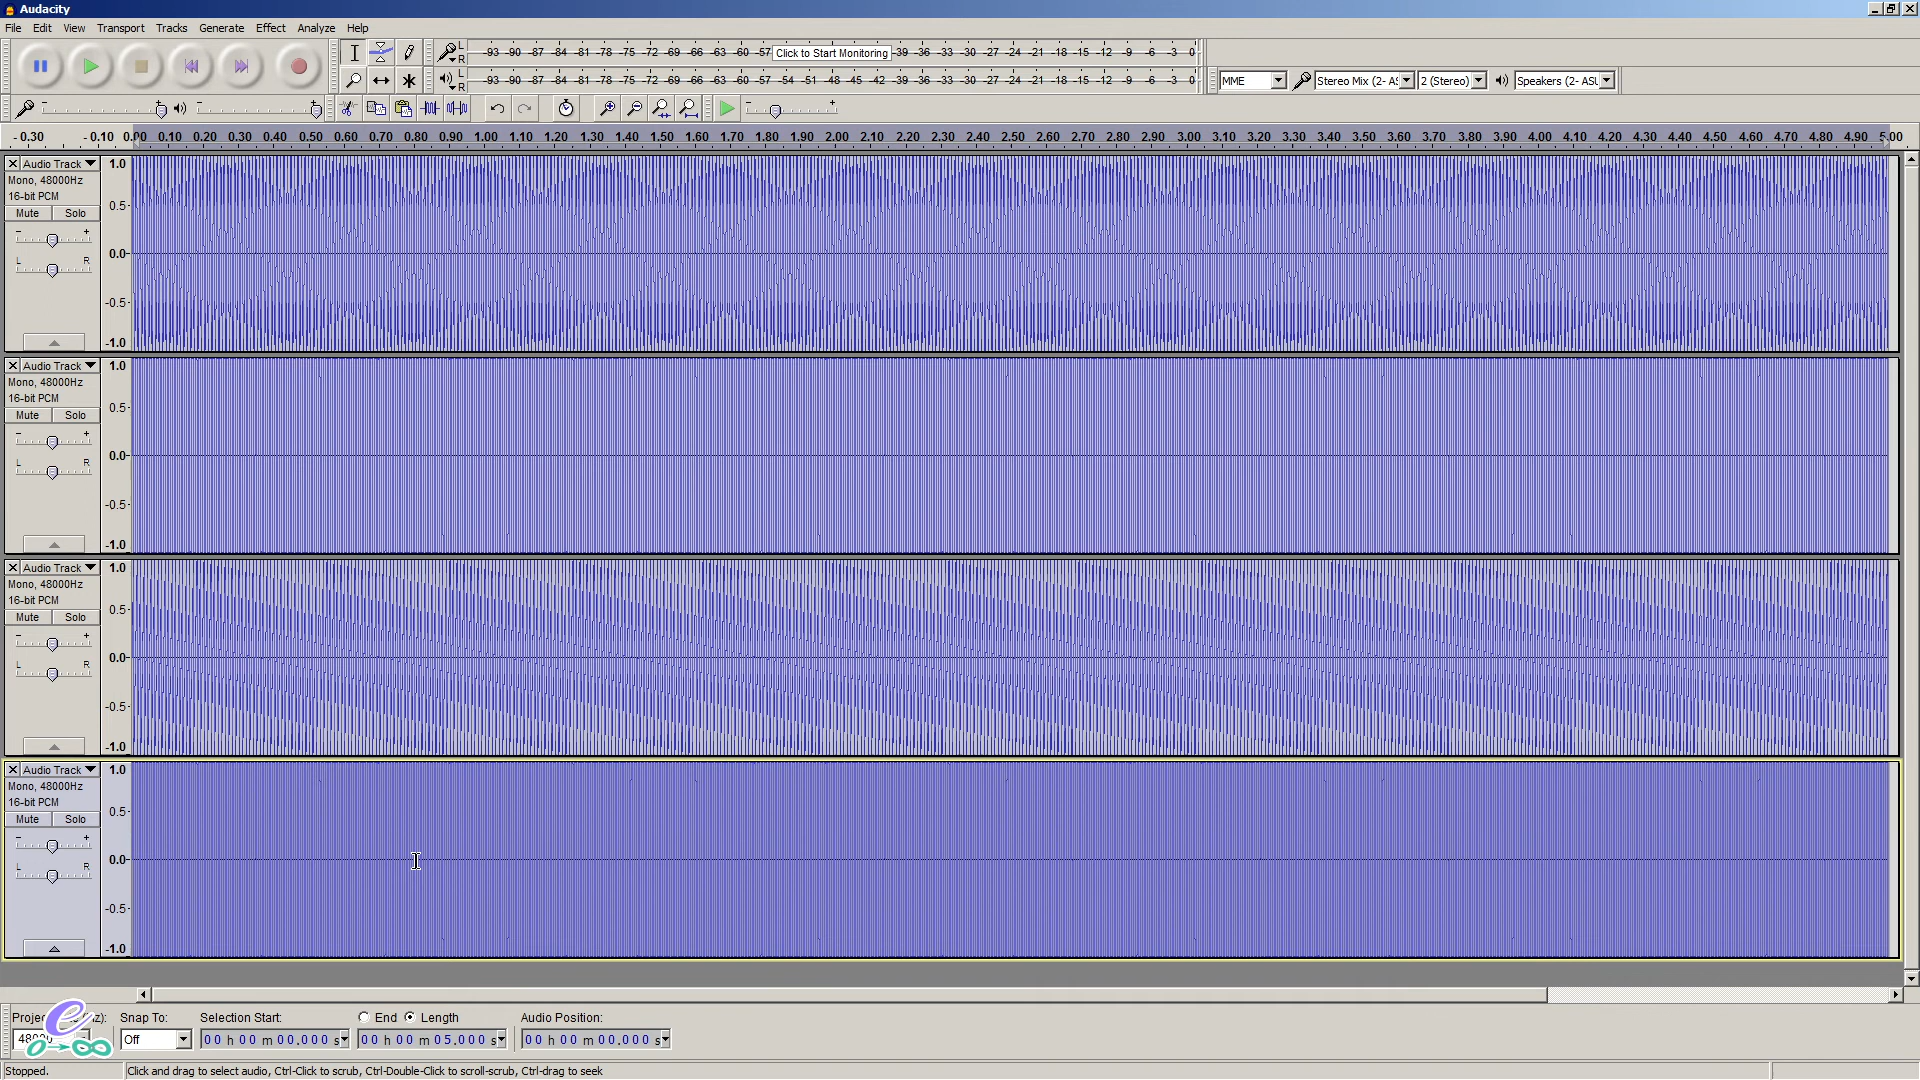 Audacity
File Edit View Transport Tracks Generate Effect Analyze Help
L R -93 -90 -87 -84 -81 -78 -75 -72 -69 -66 -63 -60 -57 Click to Start Monitoring -39 -36 -33 -30 -27 -24 -21 -18 -15 -12 -9 -6 -3 0
L R -93 -90 -87 -84 -81 -78 -75 -72 -69 -66 -63 -60 -57 -54 -51 -48 -45 -42 -39 -36 -33 -30 -27 -24 -21 -18 -15 -12 -9 -6 -3 0
MME Stereo Mix (2- AS 2 (Stereo) Speakers (2- ASU
- + - + - +
-0.30 -0.10 0.00 0.10 0.20 0.30 0.40 0.50 0.60 0.70 0.80 0.90 1.00 1.10 1.20 1.30 1.40 1.50 1.60 1.70 1.80 1.90 2.00 2.10 2.20 2.30 2.40 2.50 2.60 2.70 2.80 2.90 3.00 3.10 3.20 3.30 3.40 3.50 3.60 3.70 3.80 3.90 4.00 4.10 4.20 4.30 4.40 4.50 4.60 4.70 4.80 4.90 5.00
Audio Track 1.0
Mono, 48000Hz
16-bit PCM
Mute Solo 0.5
- +
L R 0.0
-0.5
-1.0
Audio Track 1.0
Mono, 48000Hz
16-bit PCM
Mute Solo 0.5
- +
L R 0.0
-0.5
-1.0
Audio Track 1.0
Mono, 48000Hz
16-bit PCM
Mute Solo 0.5
- +
L R 0.0
-0.5
-1.0
Audio Track 1.0
Mono, 48000Hz
16-bit PCM
Mute Solo 0.5
- +
L R 0.0
-0.5
-1.0
Snap To: Selection Start: End Length Audio Position:
Off 00 h 00 m 00.000 s 00 h 00 m 05.000 s 00 h 00 m 00.000 s
Stopped. Click and drag to select audio, Ctrl-Click to scrub, Ctrl-Double-Click to scroll-scrub, Ctrl-drag to seek